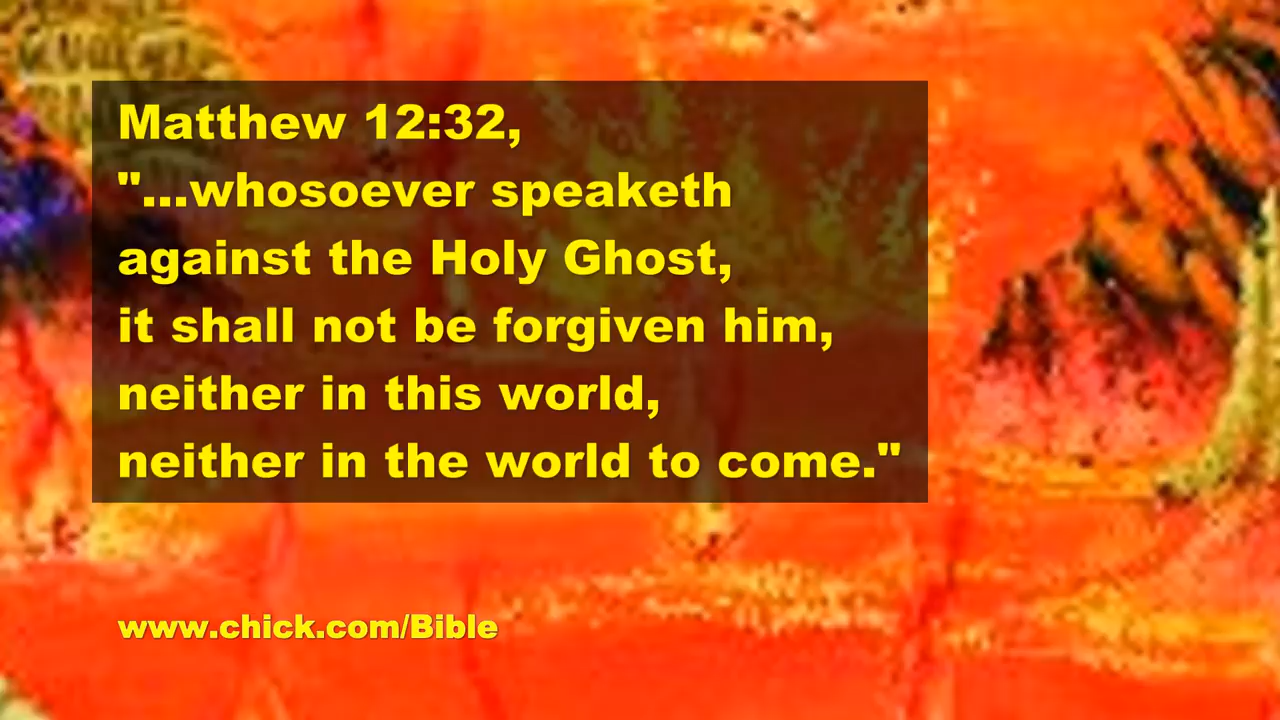 Matthew 12:32,
"...whosoever speaketh
against the Holy Ghost,
it shall not be forgiven him,
neither in this world,
neither in the world to come."
www.chick.com/Bible